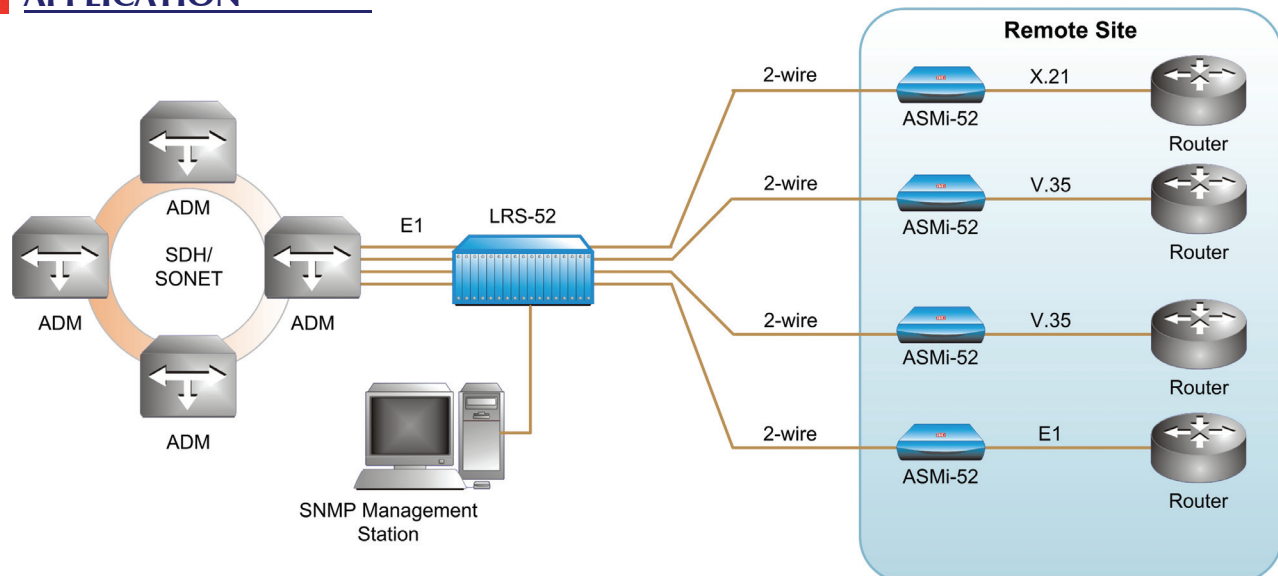 APPLICATION
Remote Site
2-wire
X.21
ASMi-52
Router
2-wire
V.35
ASMi-52
Router
ADM
E1
LRS-52
SDH/
SONET
ADM
ADM
2-wire
V.35
ASMi-52
Router
ADM
2-wire
E1
ASMi-52
Router
SNMP Management
Station